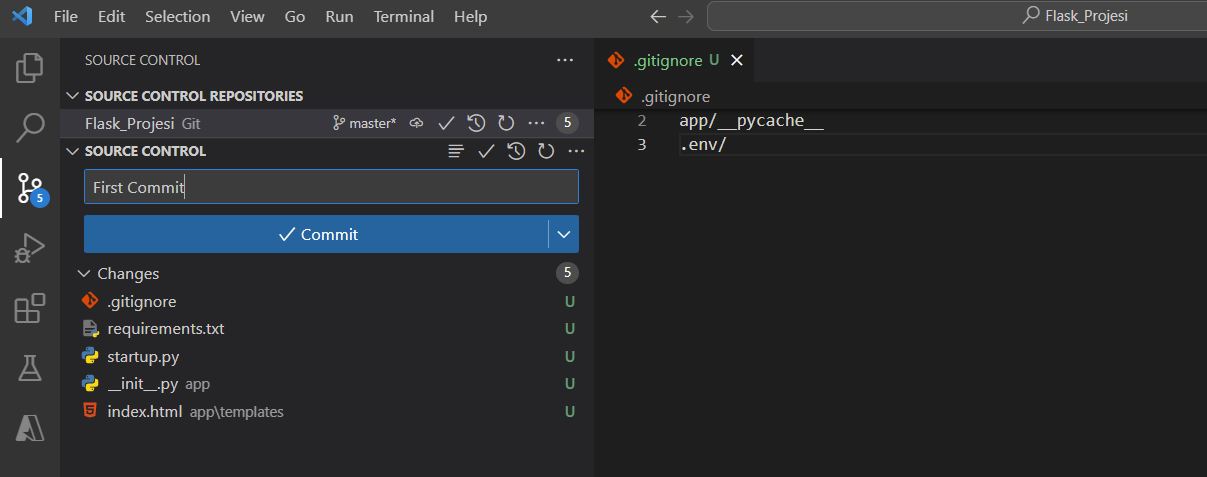 File Edit Selection View Go Run Terminal Help
Flask_Projesi
SOURCE CONTROL
SOURCE CONTROL REPOSITORIES
Flask_Projesi Git master* 5
SOURCE CONTROL
First Commit
Commit
Changes 5
.gitignore U
requirements.txt U
startup.py U
__init__.py app U
index.html app\templates U
5
.gitignore U
.gitignore
2 app/__pycache__
3 .env/